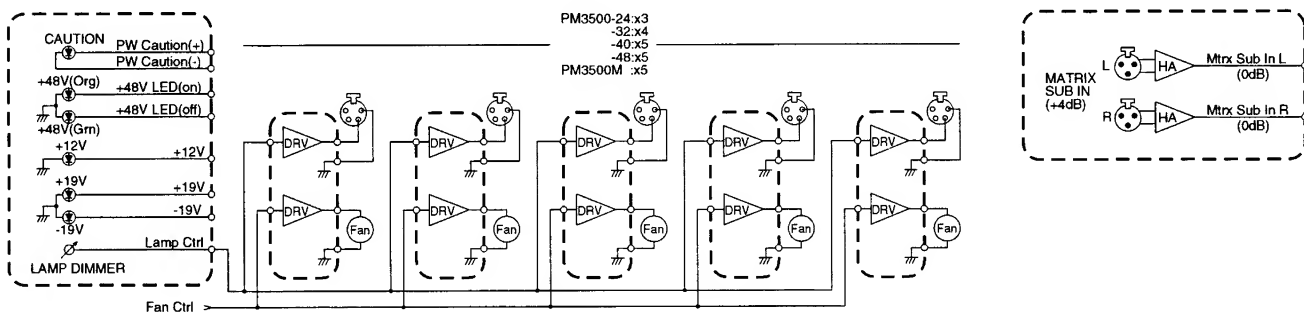 PM3500-24:x3
-32:x4
-40:x5
-48:x5
PM3500M :x5
CAUTION
PW Caution(+)
PW Caution(-)
+48V(Org)
+48V LED(on)
+48V LED(off)
+48V(Grn)
+12V
+12V
+19V
+19V
-19V
-19V
Lamp Ctrl
LAMP DIMMER
Fan Ctrl
DRV
DRV
Fan
DRV
DRV
Fan
DRV
DRV
Fan
DRV
DRV
Fan
DRV
DRV
Fan
MATRIX
SUB IN
(+4dB)
L
HA
Mtrx Sub In L
(0dB)
R
HA
Mtrx Sub In R
(0dB)